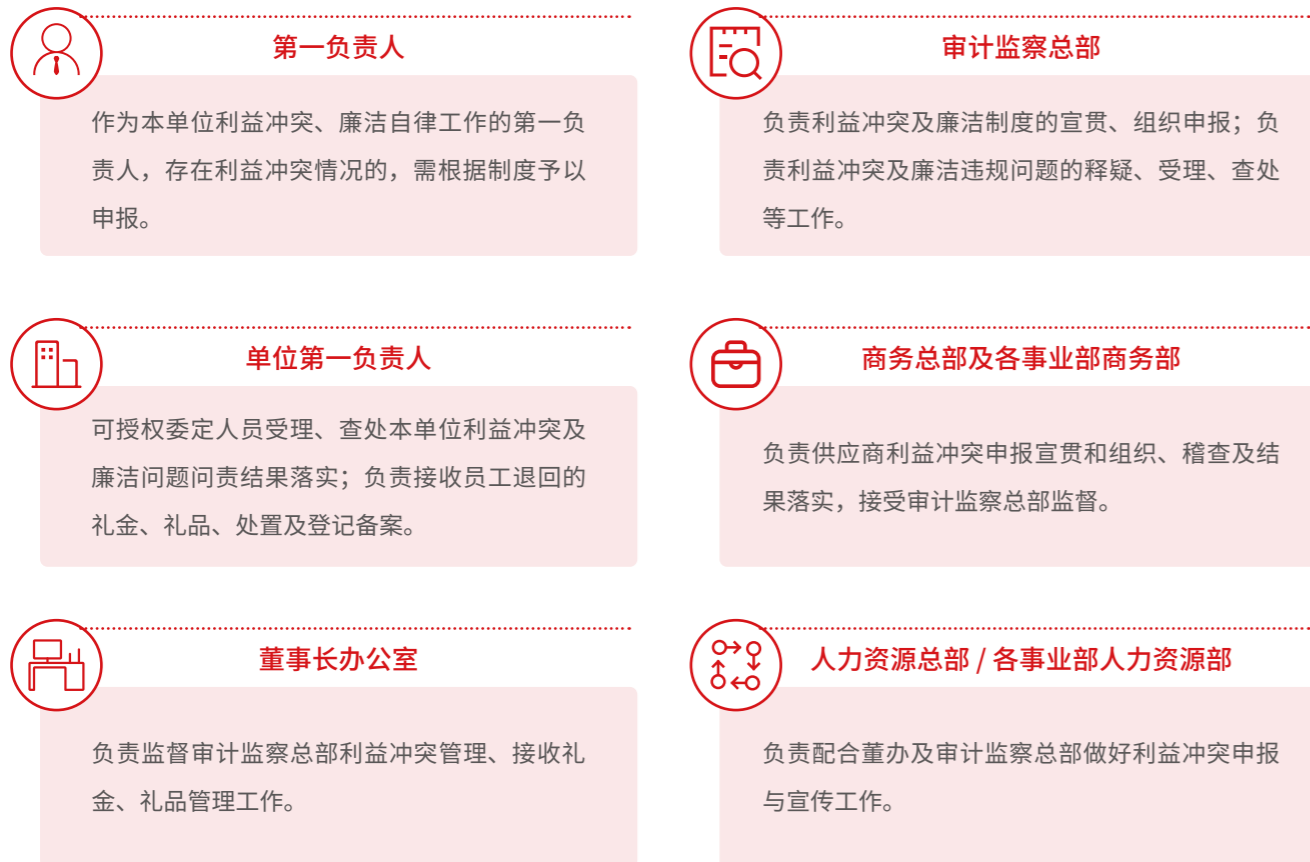 第一负责人
作为本单位利益冲突、廉洁自律工作的第一负
责人，存在利益冲突情况的，需根据制度予以
申报。
审计监察总部
负责利益冲突及廉洁制度的宣贯、组织申报；负
责利益冲突及廉洁违规问题的释疑、受理、查处
等工作。
单位第一负责人
可授权委定人员受理、查处本单位利益冲突及
廉洁问题问责结果落实；负责接收员工退回的
礼金、礼品、处置及登记备案。
商务总部及各事业部商务部
负责供应商利益冲突申报宣贯和组织、稽查及结
果落实，接受审计监察总部监督。
董事长办公室
负责监督审计监察总部利益冲突管理、接收礼
金、礼品管理工作。
人力资源总部 / 各事业部人力资源部
负责配合董办及审计监察总部做好利益冲突申报
与宣传工作。